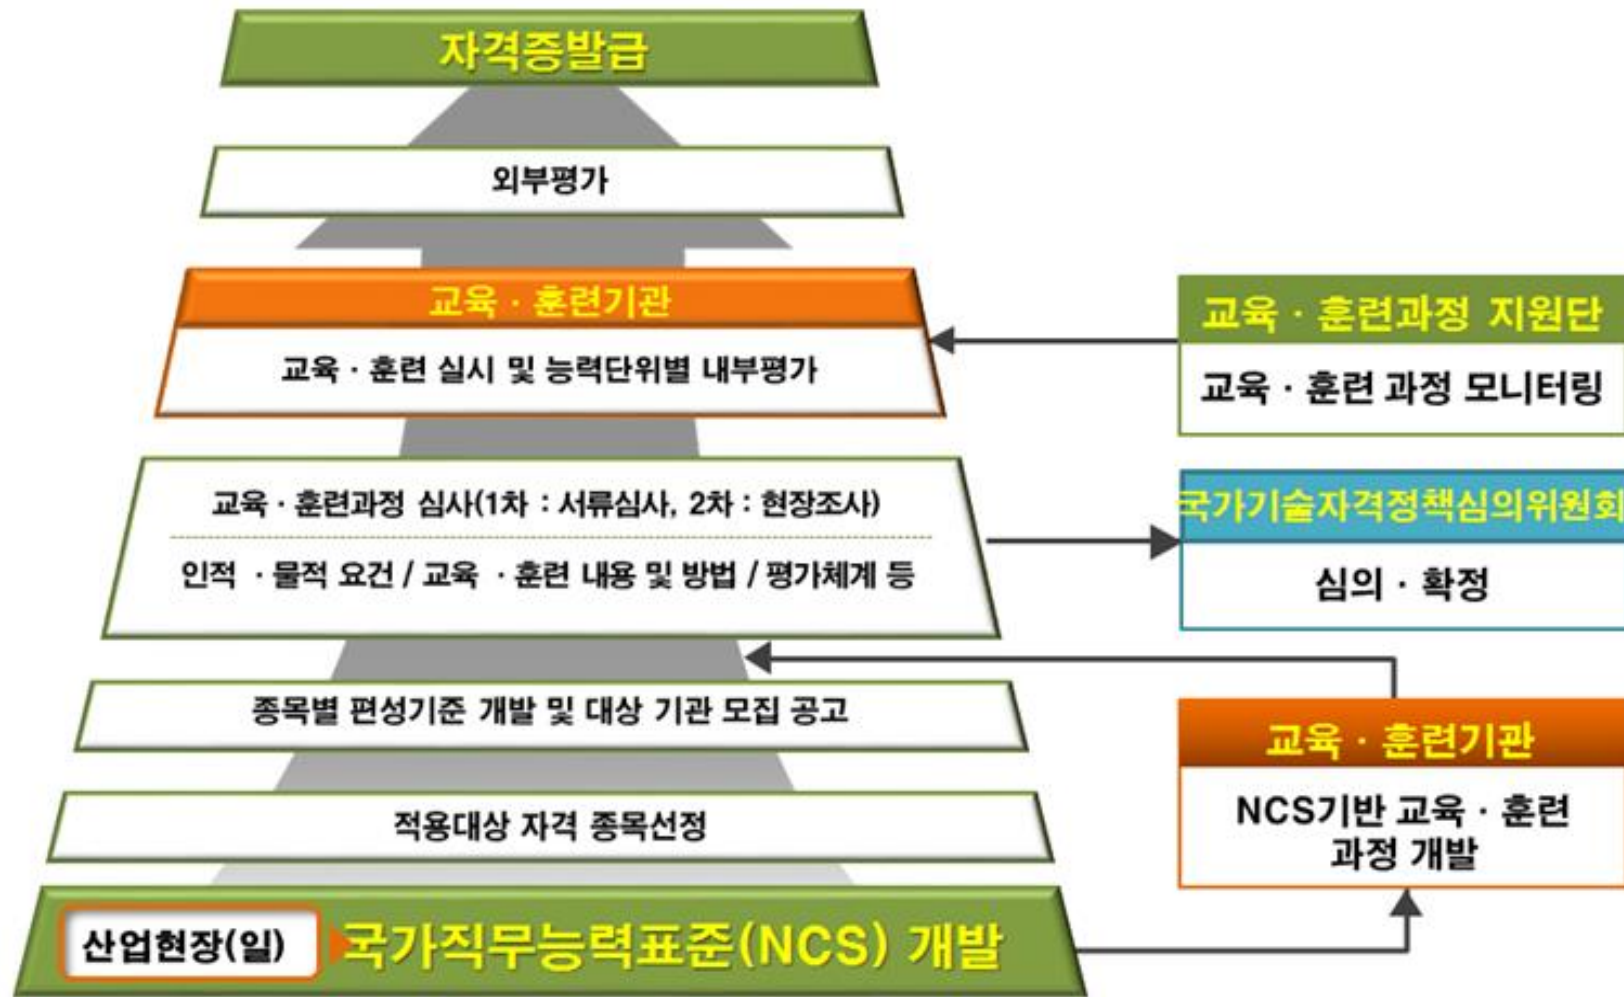 자격증발급
외부평가
교육 · 훈련기관
교육 · 훈련 실시 및 능력단위별 내부평가
교육 · 훈련과정 지원단
교육 · 훈련 과정 모니터링
교육 · 훈련과정 심사(1차 : 서류심사, 2차 : 현장조사)
인적 · 물적 요건 / 교육 · 훈련 내용 및 방법 / 평가체계 등
국가기술자격정책심의위원회
심의 · 확정
종목별 편성기준 개발 및 대상 기관 모집 공고
교육 · 훈련기관
NCS기반 교육 · 훈련
과정 개발
적용대상 자격 종목선정
산업현장(일) 국가직무능력표준(NCS) 개발